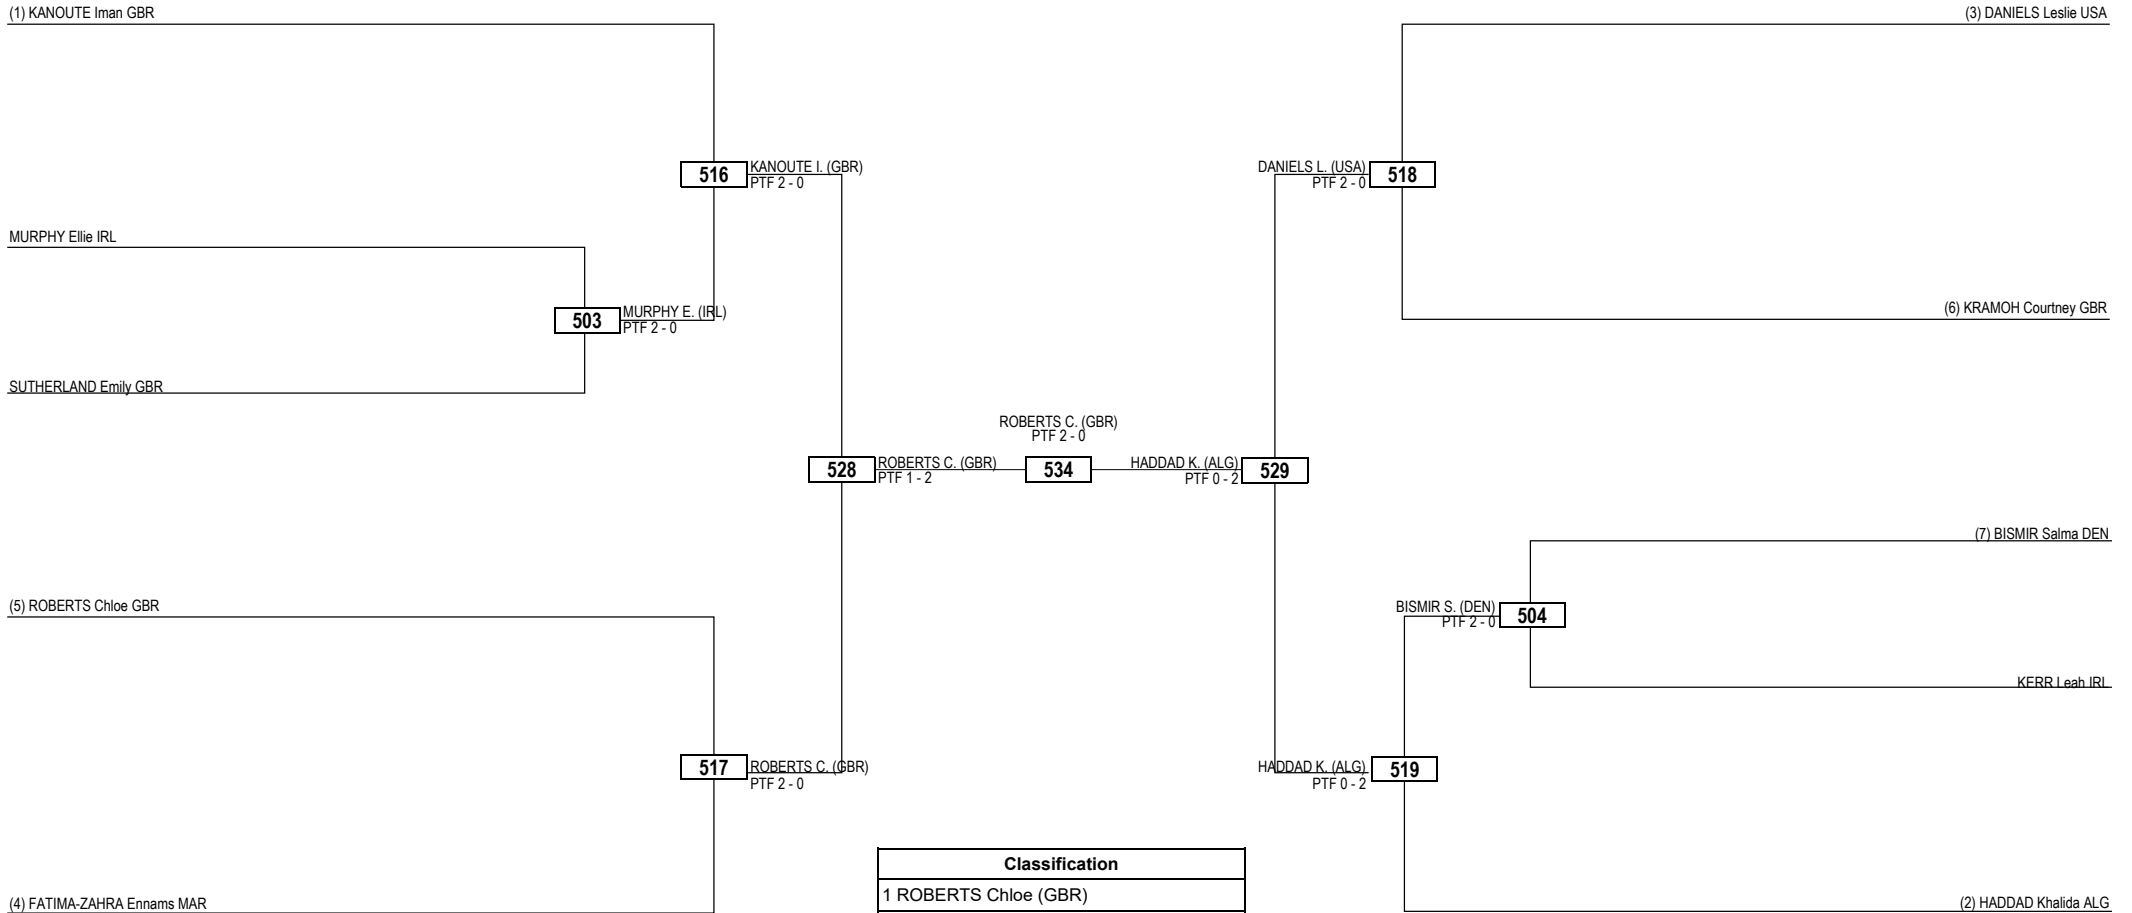 (1) KANOUTE Iman GBR
(3) DANIELS Leslie USA
516
KANOUTE I. (GBR)
PTF 2 - 0
DANIELS L. (USA)
PTF 2 - 0
518
MURPHY Ellie IRL
503
MURPHY E. (IRL)
PTF 2 - 0
(6) KRAMOH Courtney GBR
SUTHERLAND Emily GBR
ROBERTS C. (GBR)
PTF 2 - 0
528
ROBERTS C. (GBR)
PTF 1 - 2
534
HADDAD K. (ALG)
PTF 0 - 2
529
(7) BISMIR Salma DEN
(5) ROBERTS Chloe GBR
BISMIR S. (DEN)
PTF 2 - 0
504
KERR Leah IRL
517
ROBERTS C. (GBR)
PTF 2 - 0
HADDAD K. (ALG)
PTF 0 - 2
519
Classification
1 ROBERTS Chloe (GBR)
(4) FATIMA-ZAHRA Ennams MAR
(2) HADDAD Khalida ALG